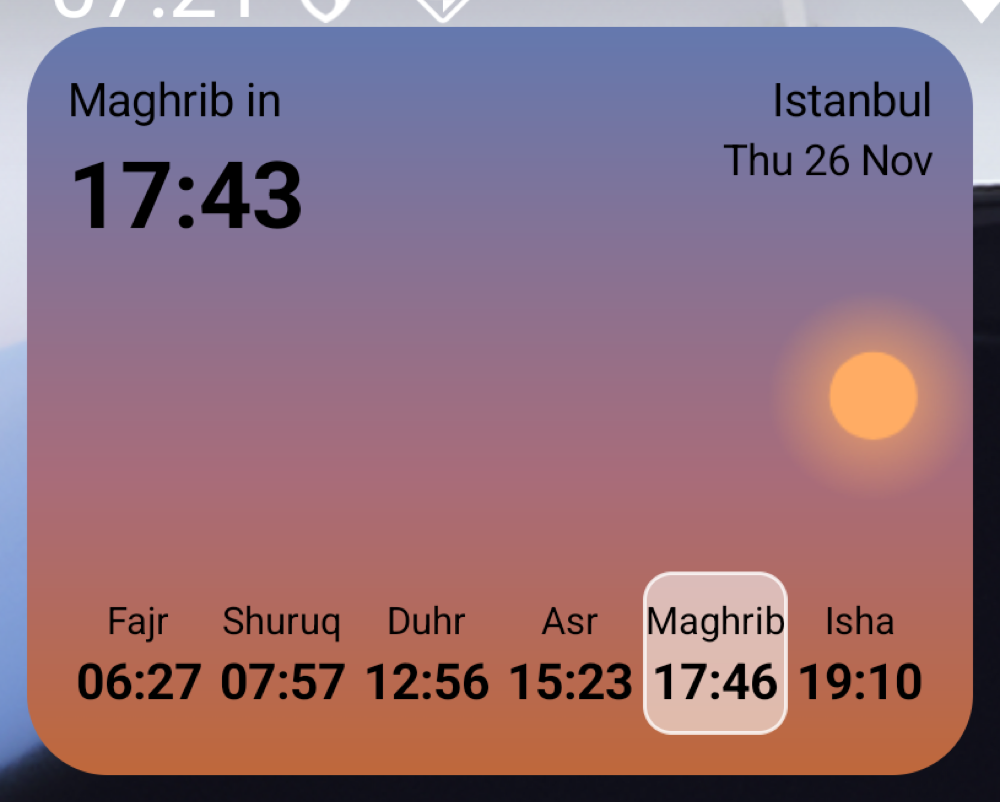 Maghrib in
17:43
Istanbul
Thu 26 Nov
Fajr Shuruq Duhr Asr Maghrib Isha
06:27 07:57 12:56 15:23 17:46 19:10